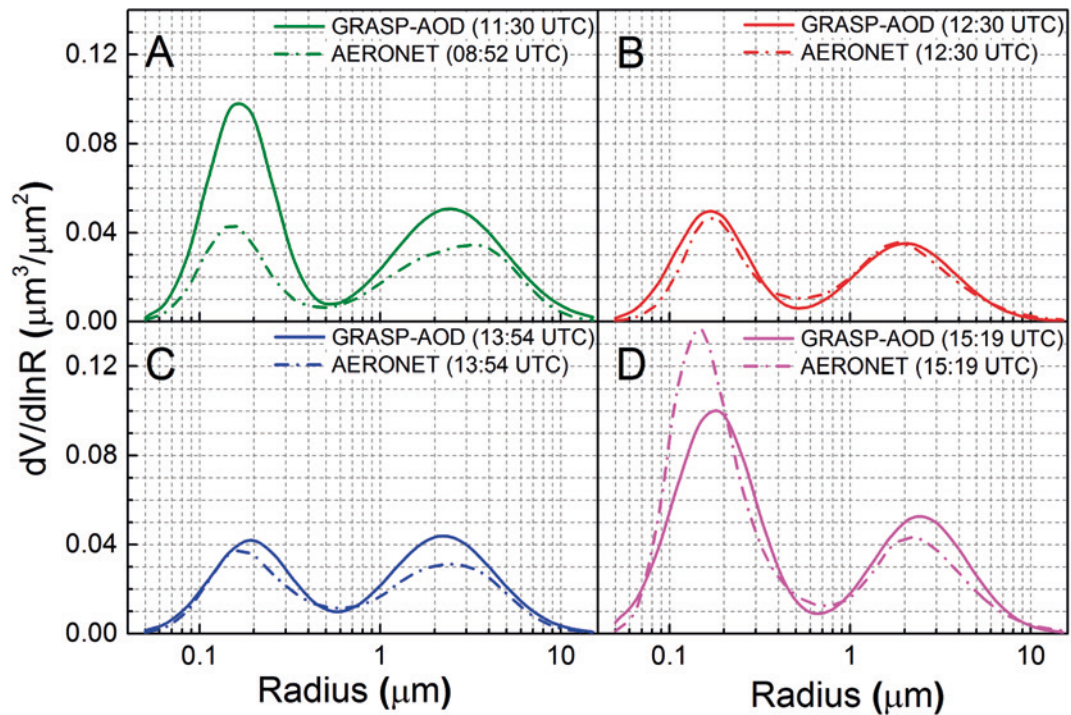 A
GRASP-AOD (11:30 UTC)
AERONET (08:52 UTC)
B
GRASP-AOD (12:30 UTC)
AERONET (12:30 UTC)
0.12
0.08
0.04
0.00
dV/dlnR (μm³/μm²)
C
GRASP-AOD (13:54 UTC)
AERONET (13:54 UTC)
D
GRASP-AOD (15:19 UTC)
AERONET (15:19 UTC)
0.12
0.08
0.04
0.00
0.1 1 10
0.1 1 10
Radius (μm)
Radius (μm)